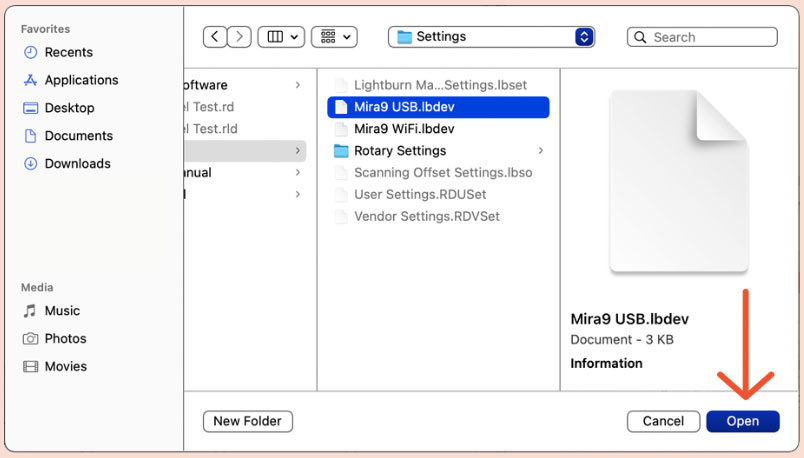 Favorites
Recents
Applications
Desktop
Documents
Downloads
Media
Music
Photos
Movies
Settings
Search
oftware
el Test.rd
el Test.rld
anual
Lightburn Ma...Settings.lbset
Mira9 USB.lbdev
Mira9 WiFi.lbdev
Rotary Settings
Scanning Offset Settings.lbso
User Settings.RDUSet
Vendor Settings.RDVSet
Mira9 USB.lbdev
Document - 3 KB
Information
New Folder
Cancel
Open